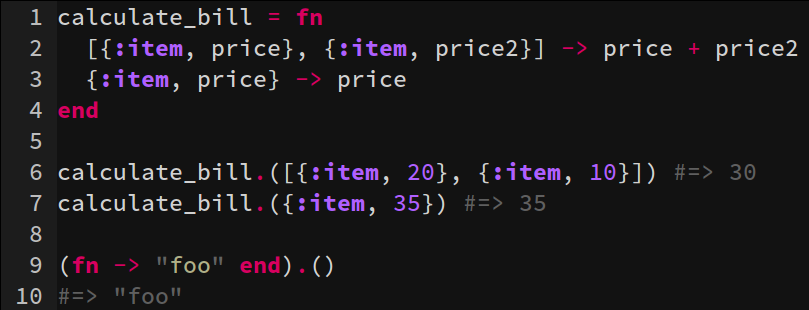 1 calculate_bill = fn
2   [{:item, price}, {:item, price2}] -> price + price2
3   {:item, price} -> price
4 end
5
6 calculate_bill.([{:item, 20}, {:item, 10}]) #=> 30
7 calculate_bill.({:item, 35}) #=> 35
8
9 (fn -> "foo" end).()
10 #=> "foo"